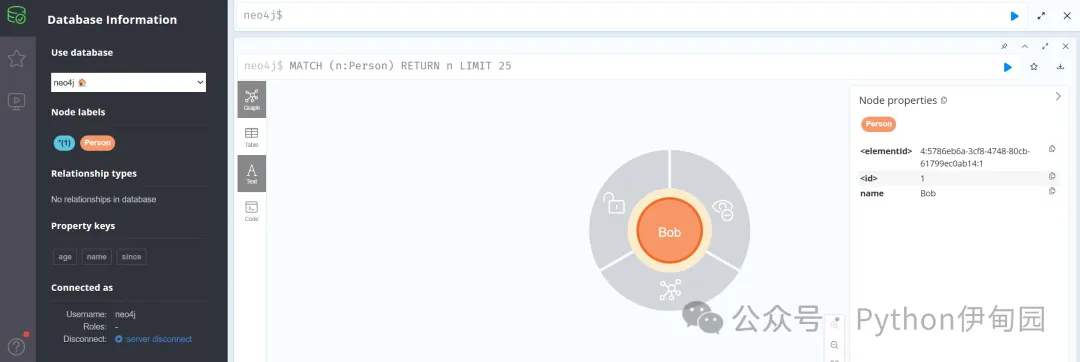 Database Information
Use database
neo4j
Node labels
*(1) Person
Relationship types
No relationships in database
Property keys
age name since
Connected as
Username: neo4j
Roles: -
Disconnect: :server disconnect
neo4j$
neo4j$ MATCH (n:Person) RETURN n LIMIT 25
Graph
Table
Text
Code
Bob
Node properties
Person
<elementId> 4:5786eb6a-3cf8-4748-80cb-
61799ec0ab14:1
<id> 1
name Bob
公众号 · Python伊甸园